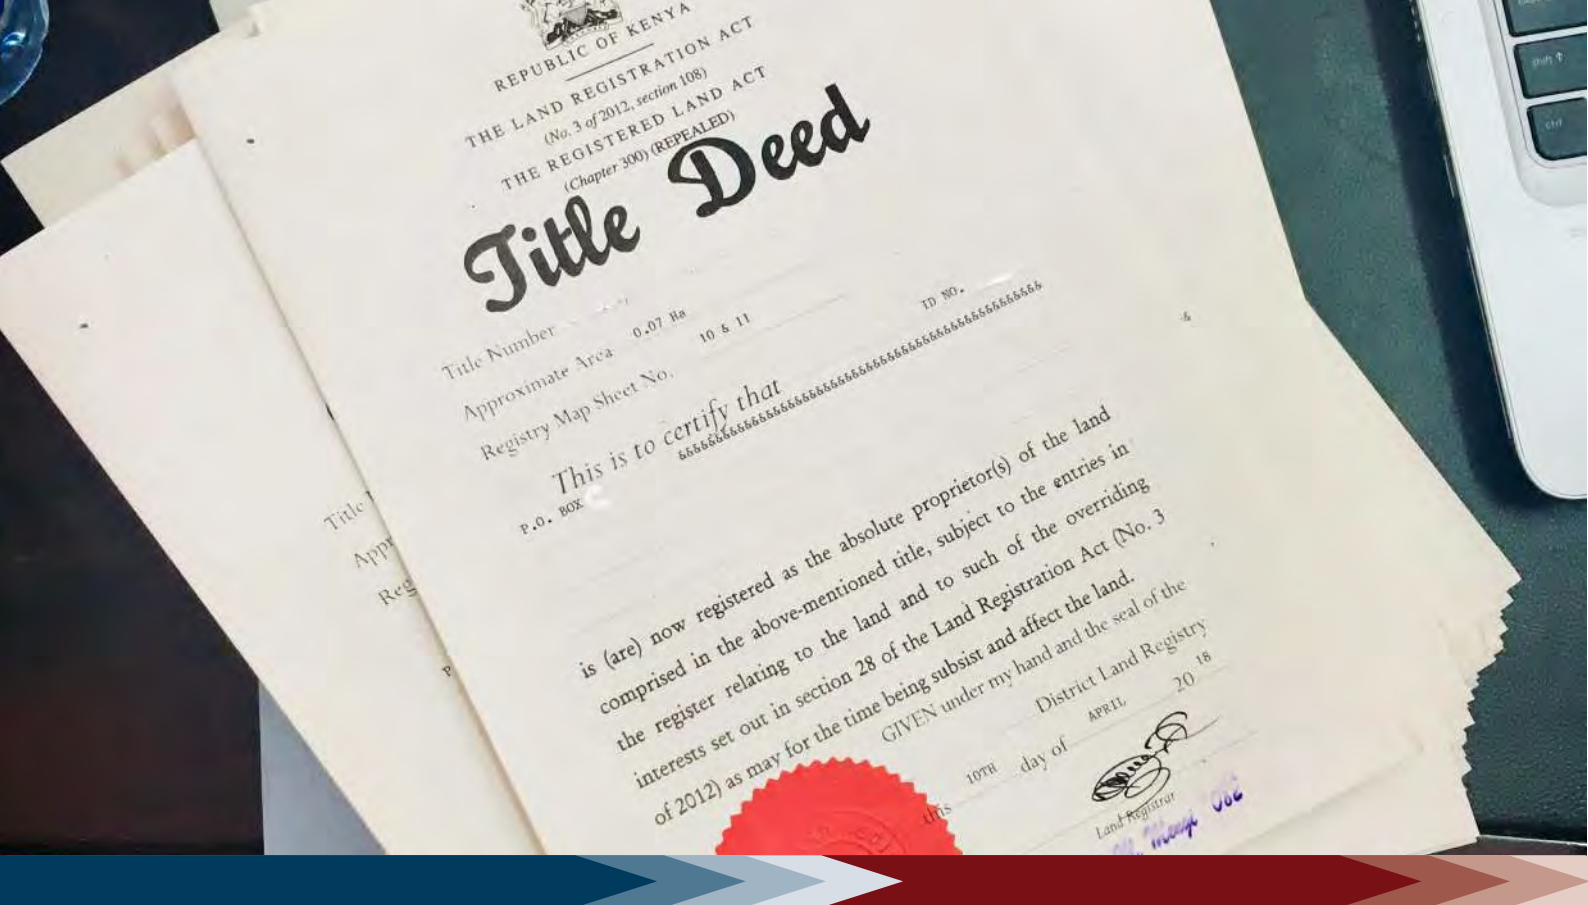 REPUBLIC OF KENYA
THE LAND REGISTRATION ACT
(No. 3 of 2012, section 108)
THE REGISTERED LAND ACT
(Chapter 300) (REPEALED)
Title Deed
Title Number
Approximate Area 0.07 Ha
Registry Map Sheet No. 10 & 11
This is to certify that ID NO.
&&&&&&&&&&&&&&&&&&&&&&&&&&&&&&&&&&&&&&&&&&&&&&&&&&
P.O. BOX
is (are) now registered as the absolute proprietor(s) of the land
comprised in the above-mentioned title, subject to the entries in
the register relating to the land and to such of the overriding
interests set out in section 28 of the Land Registration Act (No. 3
of 2012) as may for the time being subsist and affect the land.
GIVEN under my hand and the seal of the
District Land Registry
this 10TH day of APRIL 20 18
Land Registrar
Title
Appr
Reg
P
shift ↑
ctrl